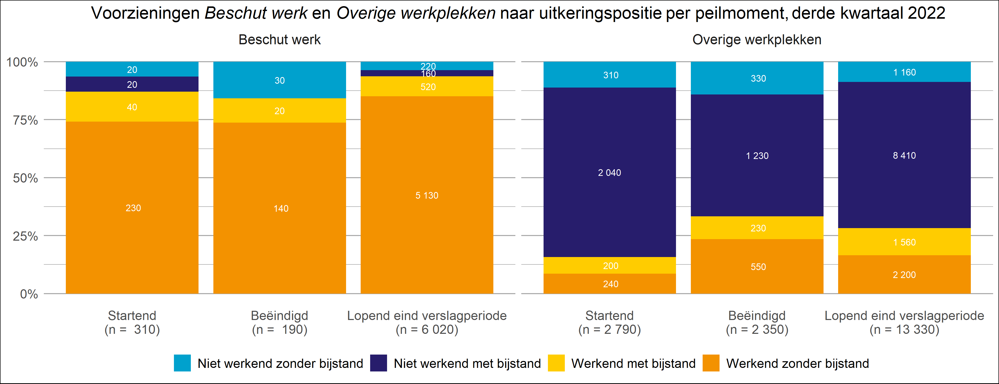 Voorzieningen Beschut werk en Overige werkplekken naar uitkeringspositie per peilmoment, derde kwartaal 2022
Beschut werk
Overige werkplekken
100%
75%
50%
25%
0%
20
20
40
230
30
20
140
220
160
520
5 130
310
2 040
200
240
330
1 230
230
550
1 160
8 410
1 560
2 200
Startend
(n =  310)
Beëindigd
(n =  190)
Lopend eind verslagperiode
(n = 6 020)
Startend
(n = 2 790)
Beëindigd
(n = 2 350)
Lopend eind verslagperiode
(n = 13 330)
Niet werkend zonder bijstand
Niet werkend met bijstand
Werkend met bijstand
Werkend zonder bijstand